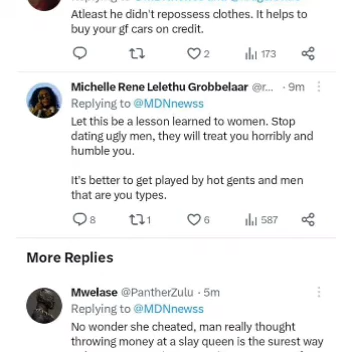 Atleast he didn't repossess clothes. It helps to
buy your gf cars on credit.
2 173
Michelle Rene Lelethu Grobbelaar @r... · 9m
Replying to @MDNnewss
Let this be a lesson learned to women. Stop
dating ugly men, they will treat you horribly and
humble you.
It's better to get played by hot gents and men
that are you types.
8 1 6 587
More Replies
Mwelase @PantherZulu · 5m
Replying to @MDNnewss
No wonder she cheated, man really thought
throwing money at a slay queen is the surest way